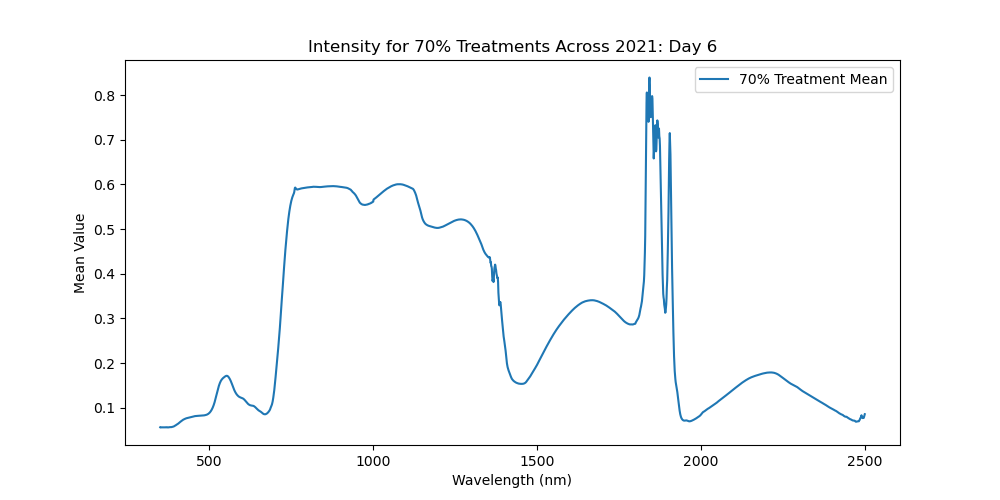 Intensity for 70% Treatments Across 2021: Day 6
70% Treatment Mean
Mean Value
0.8
0.7
0.6
0.5
0.4
0.3
0.2
0.1
500 1000 1500 2000 2500
Wavelength (nm)